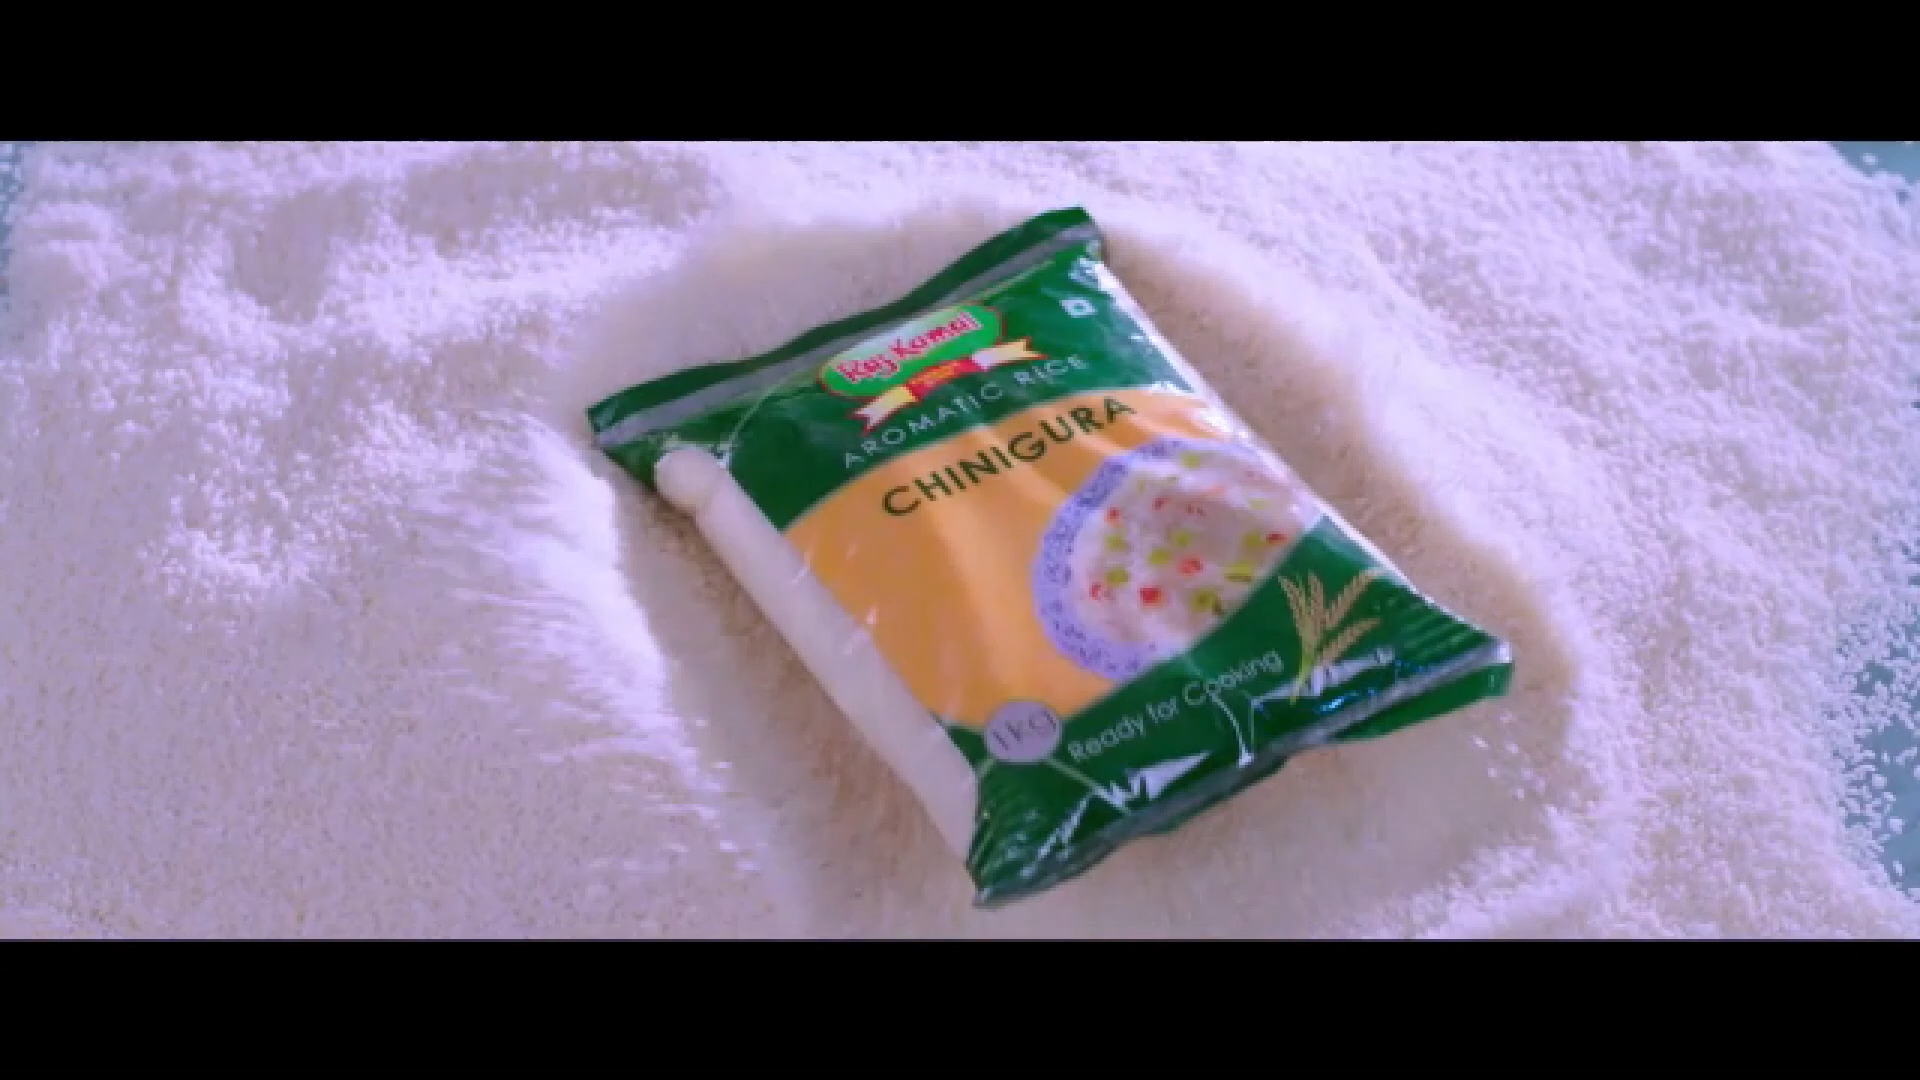 Raj Kamal
AROMATIC RICE
CHINIGURA
1kg
Ready for Cooking